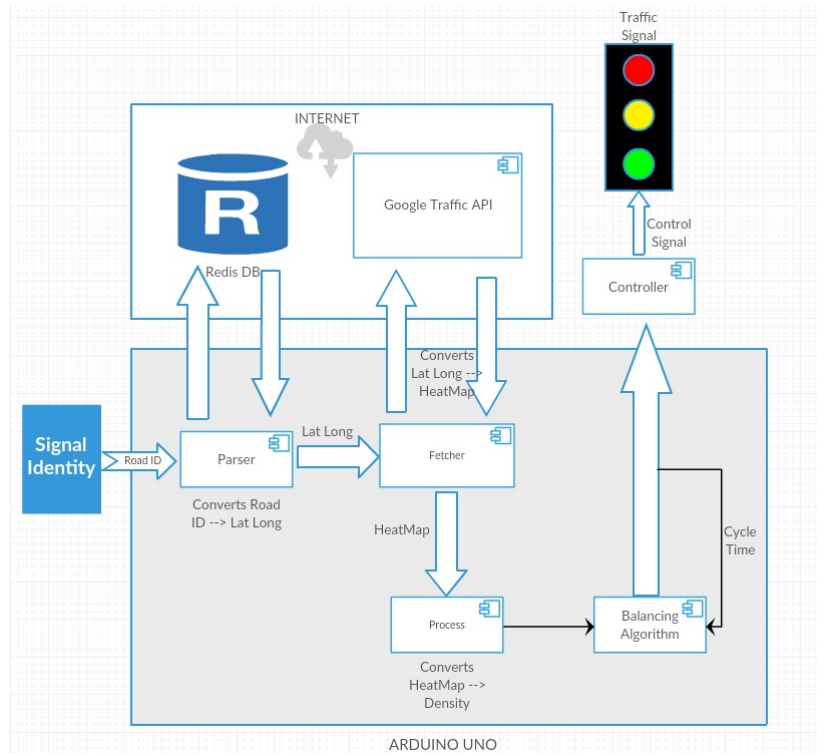 Traffic
Signal
INTERNET
R
Google Traffic API
Redis DB
Control
Signal
Controller
Converts
Lat Long -->
HeatMap
Signal
Identity
Road ID
Parser
Lat Long
Fetcher
Converts Road
ID --> Lat Long
HeatMap
Cycle
Time
Process
Balancing
Algorithm
Converts
HeatMap -->
Density
ARDUINO UNO